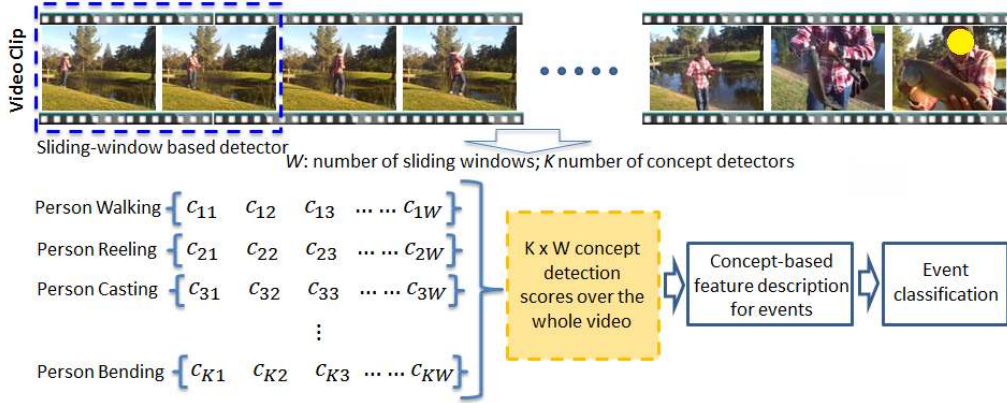 Video Clip
Sliding-window based detector
W: number of sliding windows; K number of concept detectors
Person Walking { c11 c12 c13 ... ... c1W }
Person Reeling { c21 c22 c23 ... ... c2W }
Person Casting { c31 c32 c33 ... ... c3W }
⋮
Person Bending { cK1 cK2 cK3 ... ... cKW }
K x W concept
detection
scores over the
whole video
Concept-based
feature description
for events
Event
classification